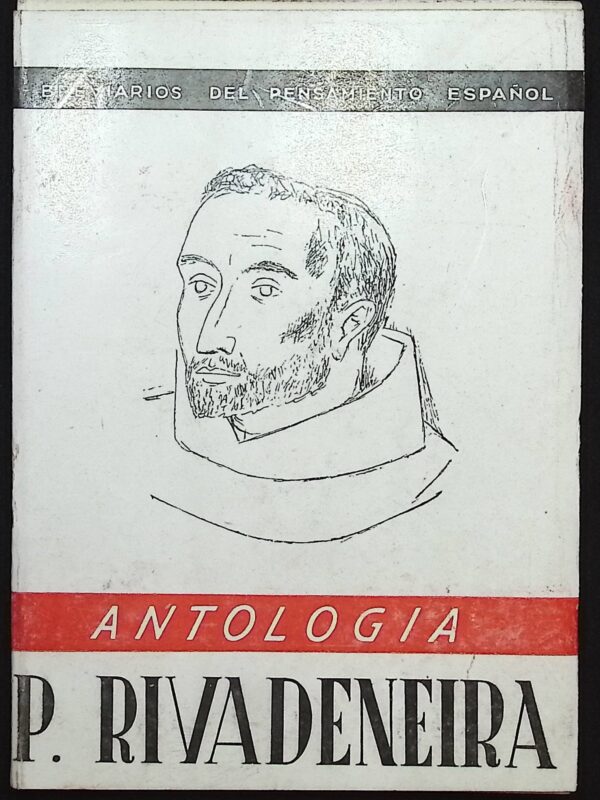 BREVIARIOS DEL PENSAMIENTO ESPAÑOL
ANTOLOGIA
P. RIVADENEIRA